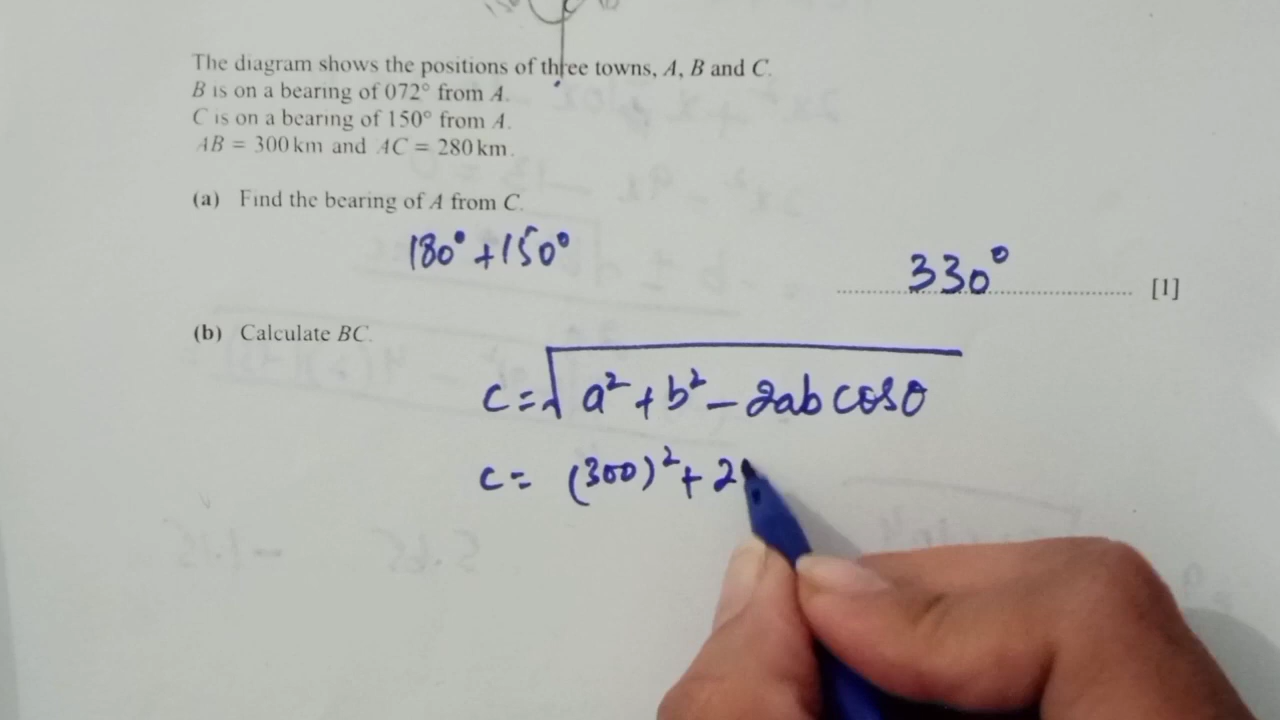 The diagram shows the positions of three towns, A, B and C.
B is on a bearing of 072° from A.
C is on a bearing of 150° from A.
AB = 300 km and AC = 280 km.
(a) Find the bearing of A from C.
180° + 150°
330° [1]
(b) Calculate BC.
c = √a² + b² – 2ab cosθ
c = (300)² + 2